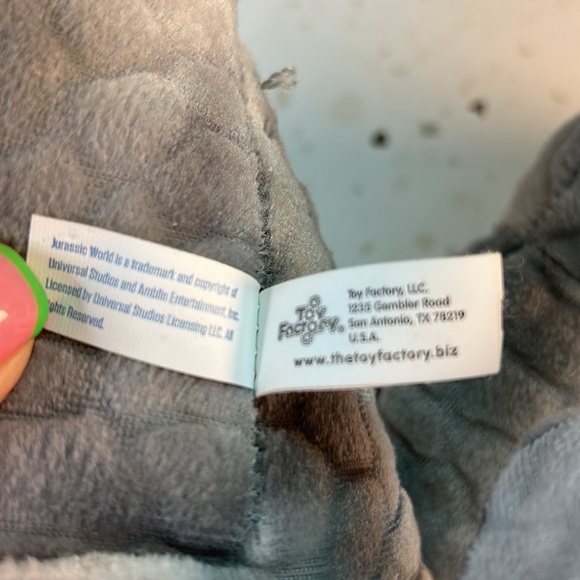 Jurassic World is a trademark and copyright of
Universal Studios and Amblin Entertainment, Inc.
Licensed by Universal Studios Licensing LLC. All
ights Reserved.
TOY
FACTORY®
Toy Factory, LLC.
1235 Gembler Road
San Antonio, TX 78219
U.S.A.
www.thetoyfactory.biz